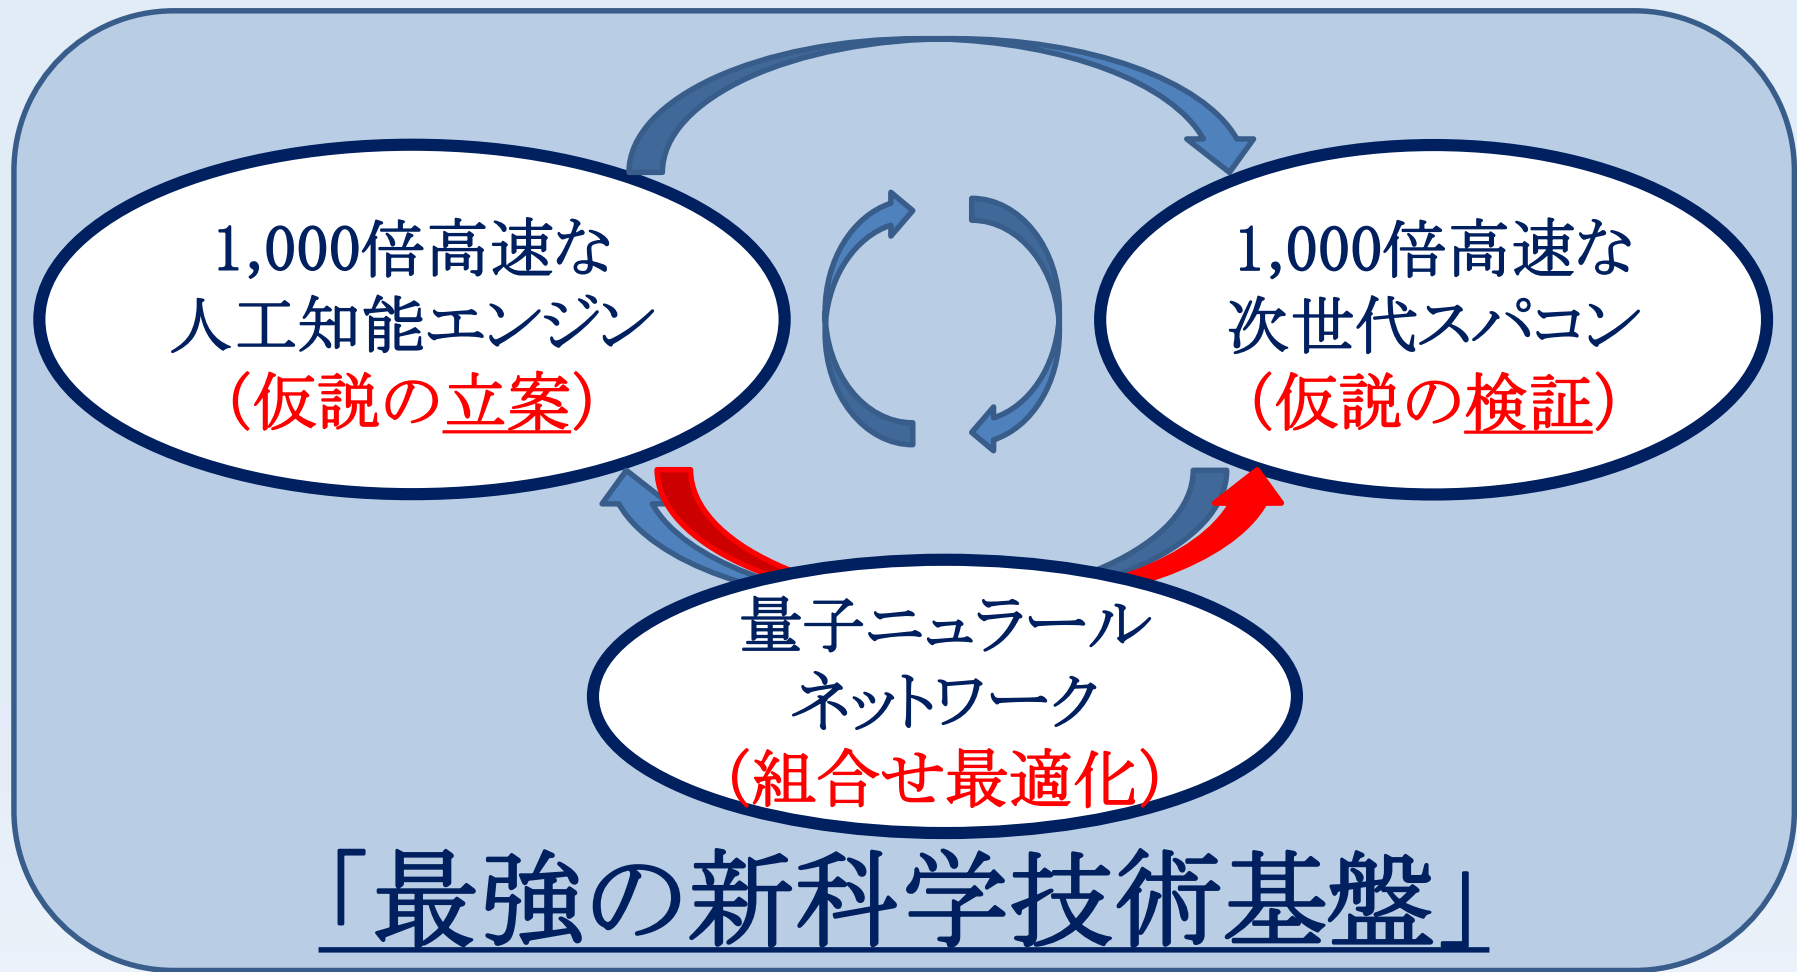 1,000倍高速な
人工知能エンジン
(仮説の立案)
1,000倍高速な
次世代スパコン
(仮説の検証)
量子ニュラール
ネットワーク
(組合せ最適化)
「最強の新科学技術基盤」